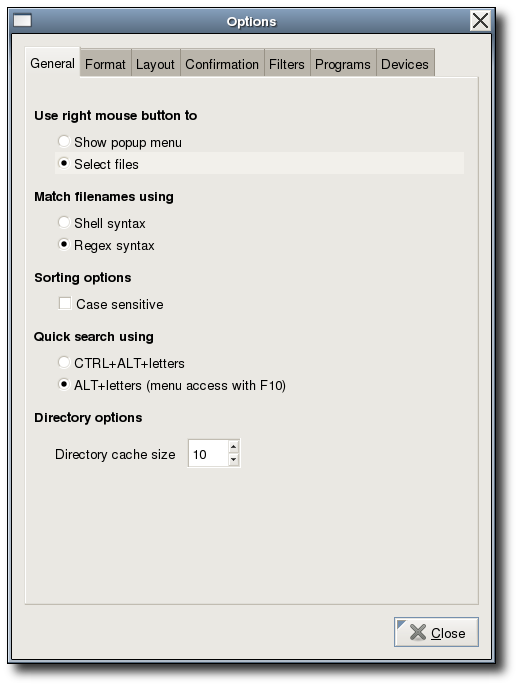 Options
General Format Layout Confirmation Filters Programs Devices
Use right mouse button to
Show popup menu
Select files
Match filenames using
Shell syntax
Regex syntax
Sorting options
Case sensitive
Quick search using
CTRL+ALT+letters
ALT+letters (menu access with F10)
Directory options
Directory cache size 10
Close